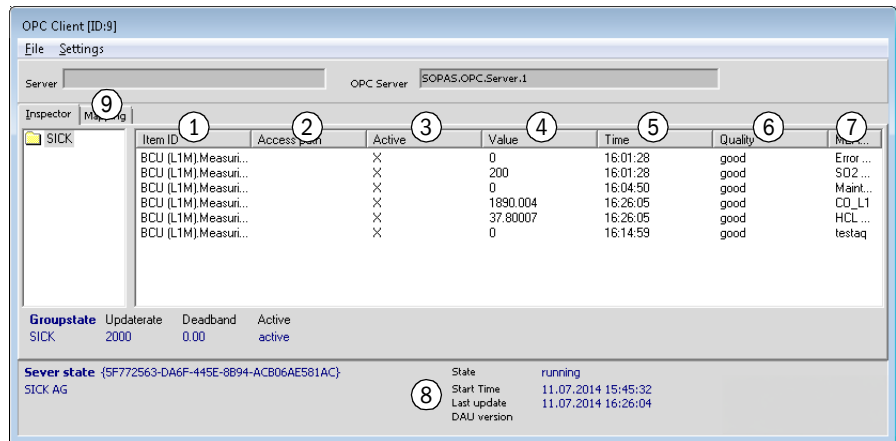 OPC Client [ID:9]
File Settings
Server OPC Server SOPAS.OPC.Server.1
9
Inspector Mapping
1 2 3 4 5 6 7
SICK Item ID Access path Active Value Time Quality
BCU (L1M).Measuri... X 0 16:01:28 good Error ...
BCU (L1M).Measuri... X 200 16:01:28 good SO2 ...
BCU (L1M).Measuri... X 0 16:04:50 good Maint...
BCU (L1M).Measuri... X 1890.004 16:26:05 good CO_L1
BCU (L1M).Measuri... X 37.80007 16:26:05 good HCL ...
BCU (L1M).Measuri... X 0 16:14:59 good testaq
Groupstate Updaterate Deadband Active
SICK 2000 0.00 active
Sever state {5F772563-DA6F-445E-8B94-ACB06AE581AC} State running
SICK AG 8 Start Time 11.07.2014 15:45:32
Last update 11.07.2014 16:26:04
DAU version